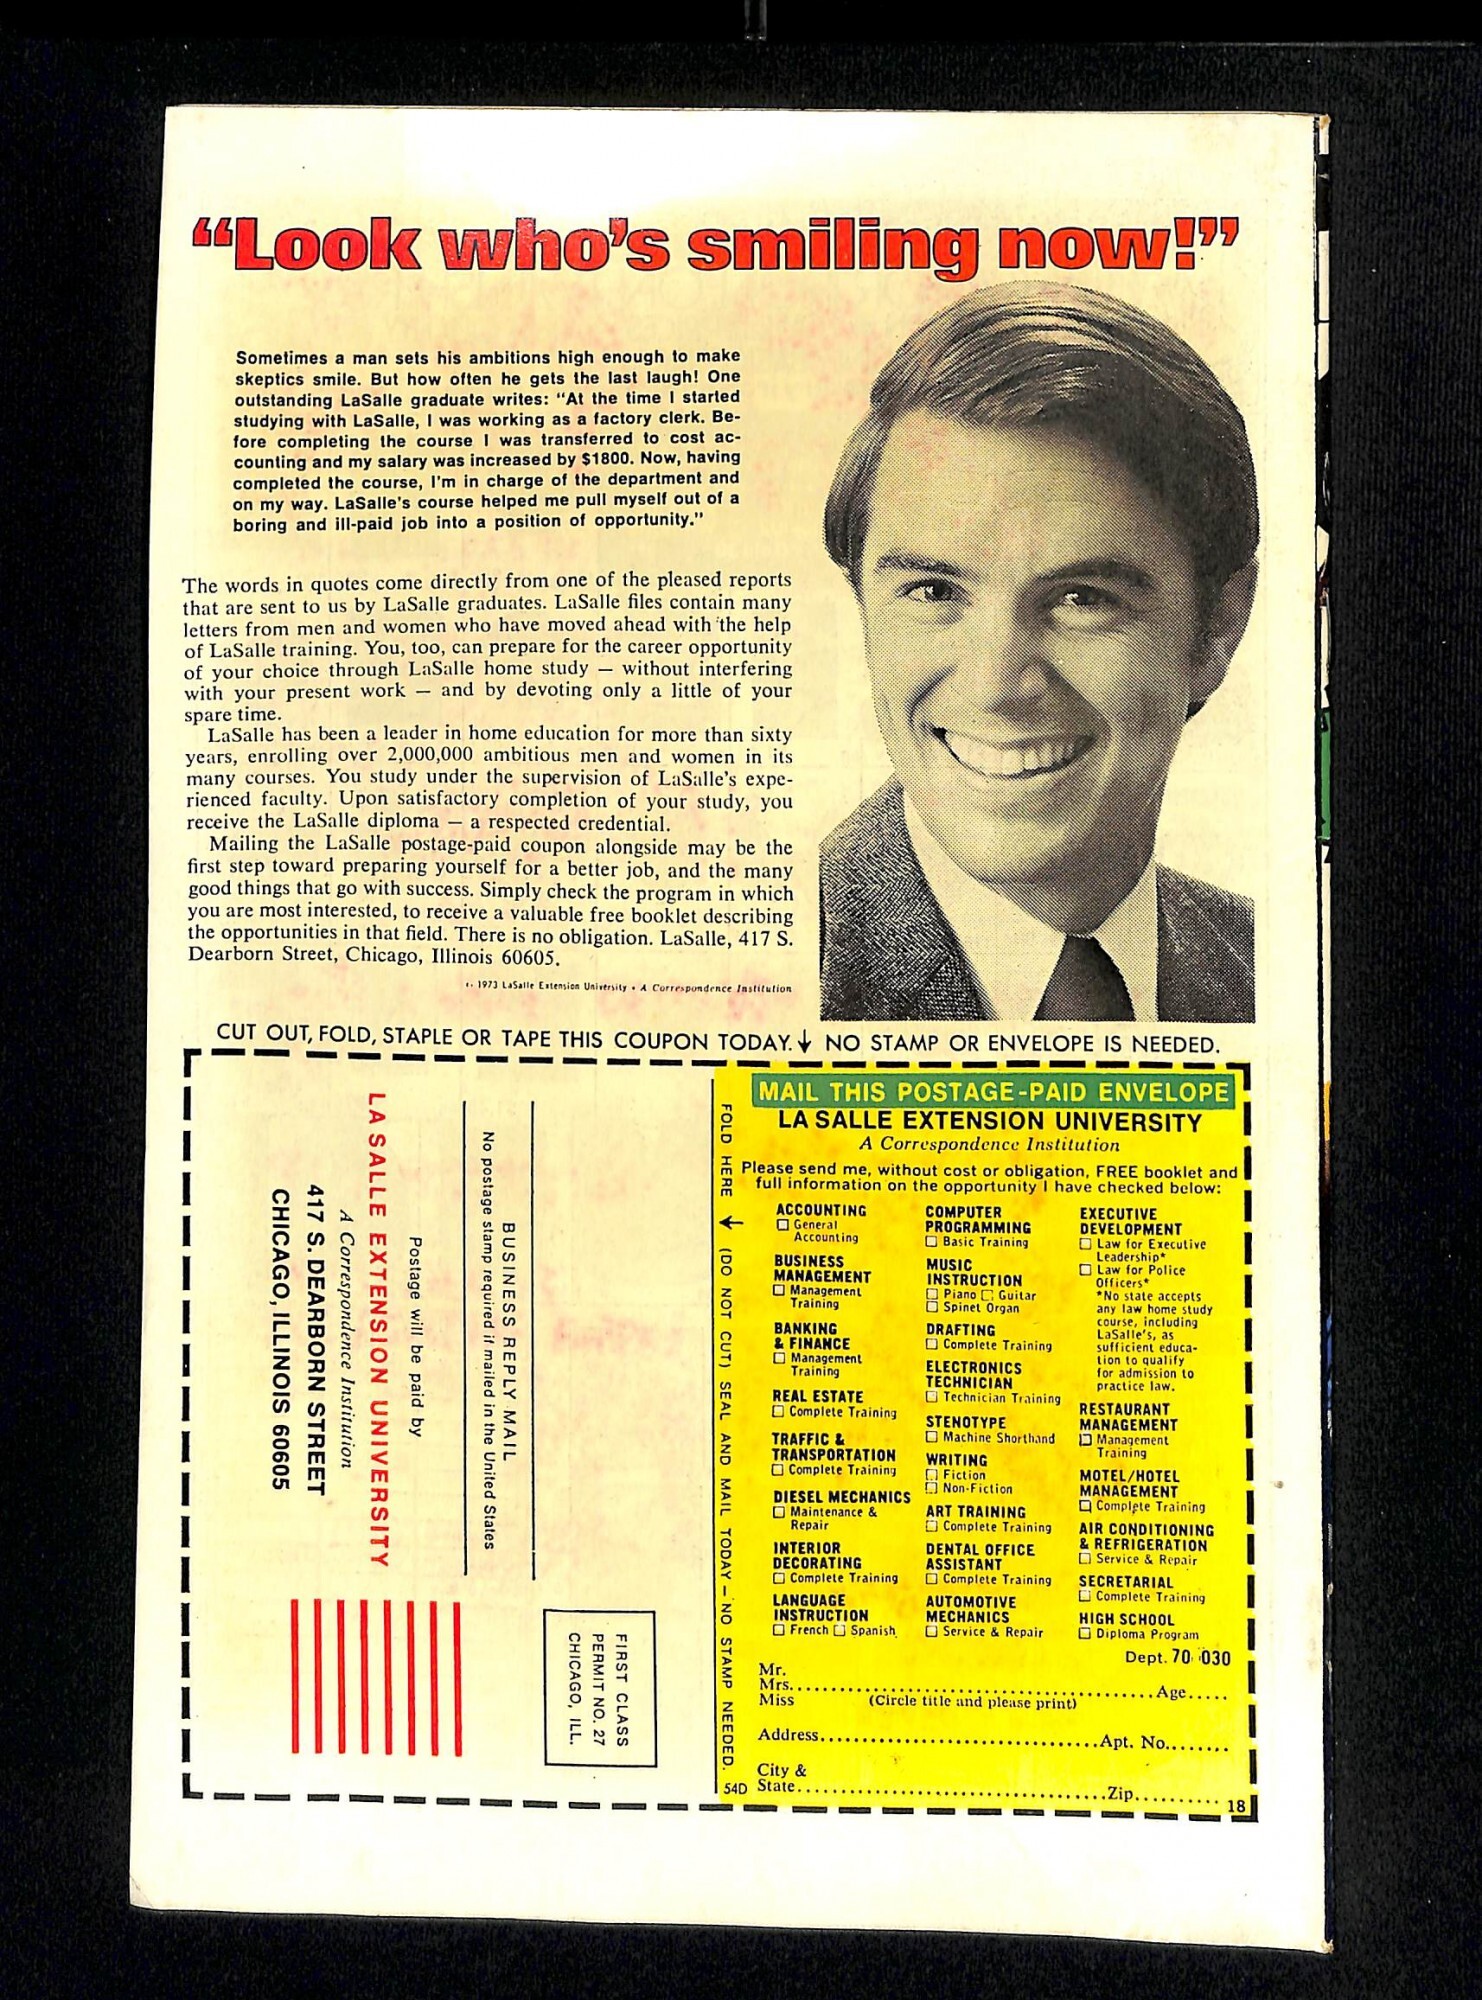 “Look who’s smiling now!”
Sometimes a man sets his ambitions high enough to make
skeptics smile. But how often he gets the last laugh! One
outstanding LaSalle graduate writes: “At the time I started
studying with LaSalle, I was working as a factory clerk. Be-
fore completing the course I was transferred to cost ac-
counting and my salary was increased by $1800. Now, having
completed the course, I’m in charge of the department and
on my way. LaSalle’s course helped me pull myself out of a
boring and ill-paid job into a position of opportunity.”
The words in quotes come directly from one of the pleased reports
that are sent to us by LaSalle graduates. LaSalle files contain many
letters from men and women who have moved ahead with the help
of LaSalle training. You, too, can prepare for the career opportunity
of your choice through LaSalle home study — without interfering
with your present work — and by devoting only a little of your
spare time.
LaSalle has been a leader in home education for more than sixty
years, enrolling over 2,000,000 ambitious men and women in its
many courses. You study under the supervision of LaSalle’s expe-
rienced faculty. Upon satisfactory completion of your study, you
receive the LaSalle diploma — a respected credential.
Mailing the LaSalle postage-paid coupon alongside may be the
first step toward preparing yourself for a better job, and the many
good things that go with success. Simply check the program in which
you are most interested, to receive a valuable free booklet describing
the opportunities in that field. There is no obligation. LaSalle, 417 S.
Dearborn Street, Chicago, Illinois 60605.
1973 LaSalle Extension University • A Correspondence Institution
CUT OUT, FOLD, STAPLE OR TAPE THIS COUPON TODAY. ↓ NO STAMP OR ENVELOPE IS NEEDED.
FIRST CLASS
PERMIT NO. 27
CHICAGO, ILL.
BUSINESS REPLY MAIL
No postage stamp required if mailed in the United States
Postage will be paid by
LA SALLE EXTENSION UNIVERSITY
A Correspondence Institution
417 S. DEARBORN STREET
CHICAGO, ILLINOIS 60605
FOLD HERE ← (DO NOT CUT) SEAL AND MAIL TODAY — NO STAMP NEEDED.
54D
MAIL THIS POSTAGE-PAID ENVELOPE
LA SALLE EXTENSION UNIVERSITY
A Correspondence Institution
Please send me, without cost or obligation, FREE booklet and
full information on the opportunity I have checked below:
ACCOUNTING
☐ General
Accounting
BUSINESS
MANAGEMENT
☐ Management
Training
BANKING
& FINANCE
☐ Management
Training
REAL ESTATE
☐ Complete Training
TRAFFIC &
TRANSPORTATION
☐ Complete Training
DIESEL MECHANICS
☐ Maintenance &
Repair
INTERIOR
DECORATING
☐ Complete Training
LANGUAGE
INSTRUCTION
☐ French ☐ Spanish
COMPUTER
PROGRAMMING
☐ Basic Training
MUSIC
INSTRUCTION
☐ Piano ☐ Guitar
☐ Spinet Organ
DRAFTING
☐ Complete Training
ELECTRONICS
TECHNICIAN
☐ Technician Training
STENOTYPE
☐ Machine Shorthand
WRITING
☐ Fiction
☐ Non-Fiction
ART TRAINING
☐ Complete Training
DENTAL OFFICE
ASSISTANT
☐ Complete Training
AUTOMOTIVE
MECHANICS
☐ Service & Repair
EXECUTIVE
DEVELOPMENT
☐ Law for Executive
Leadership*
☐ Law for Police
Officers*
*No state accepts
any law home study
course, including
LaSalle’s, as
sufficient educa-
tion to qualify
for admission to
practice law.
RESTAURANT
MANAGEMENT
☐ Management
Training
MOTEL/HOTEL
MANAGEMENT
☐ Complete Training
AIR CONDITIONING
& REFRIGERATION
☐ Service & Repair
SECRETARIAL
☐ Complete Training
HIGH SCHOOL
☐ Diploma Program
Dept. 70-030
Mr.
Mrs.......................................................Age.....
Miss (Circle title and please print)
Address.........................................Apt. No........
City &
State.............................................Zip..........
18